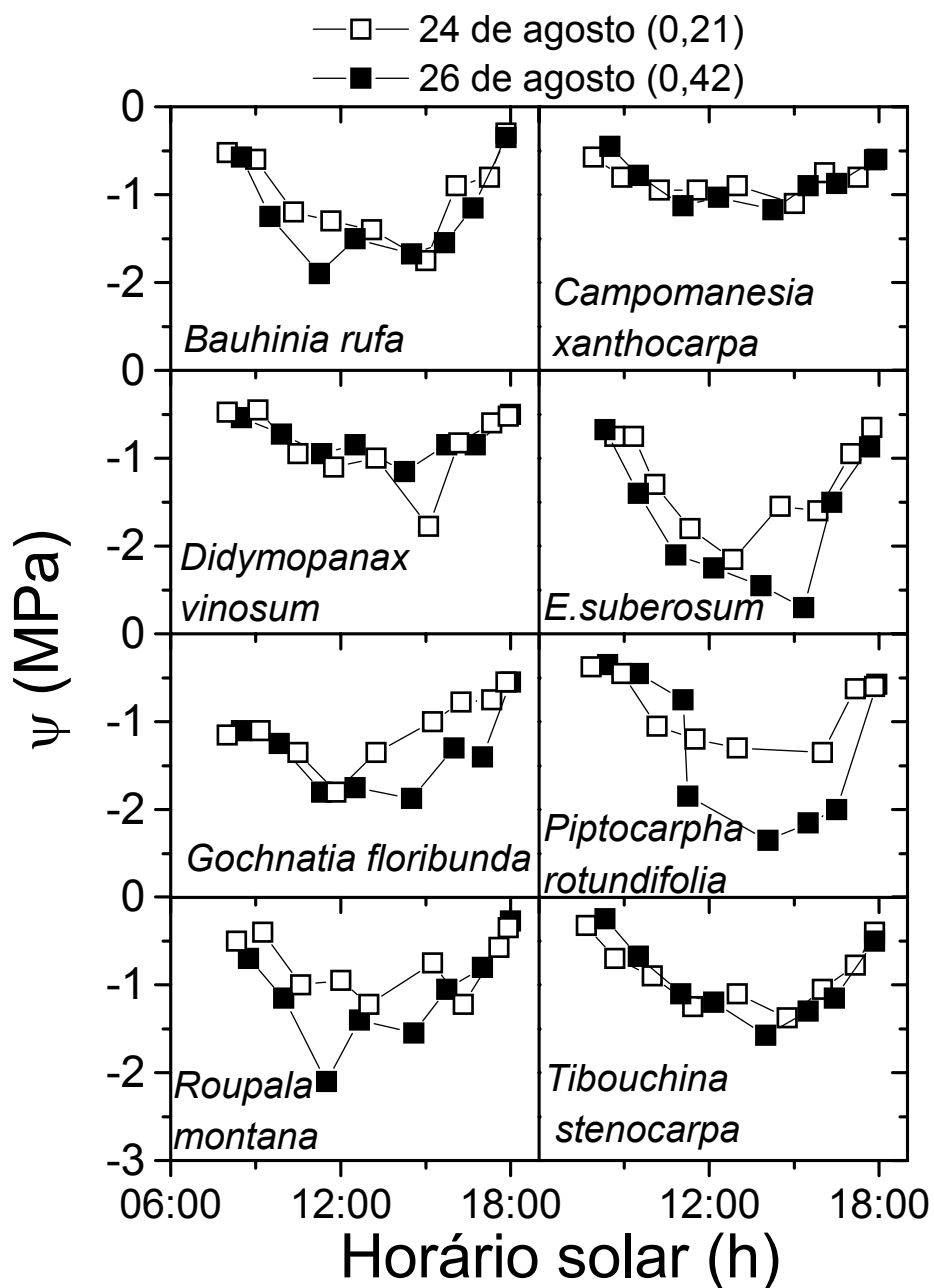 24 de agosto (0,21)
26 de agosto (0,42)
0
-1
-2
0
-1
-2
0
-1
-2
0
-1
-2
-3
ψ (MPa)
Bauhinia rufa
Campomanesia
xanthocarpa
Didymopanax
vinosum
E.suberosum
Gochnatia floribunda
Piptocarpha
rotundifolia
Roupala
montana
Tibouchina
stenocarpa
06:00 12:00 18:00 12:00 18:00
Horário solar (h)